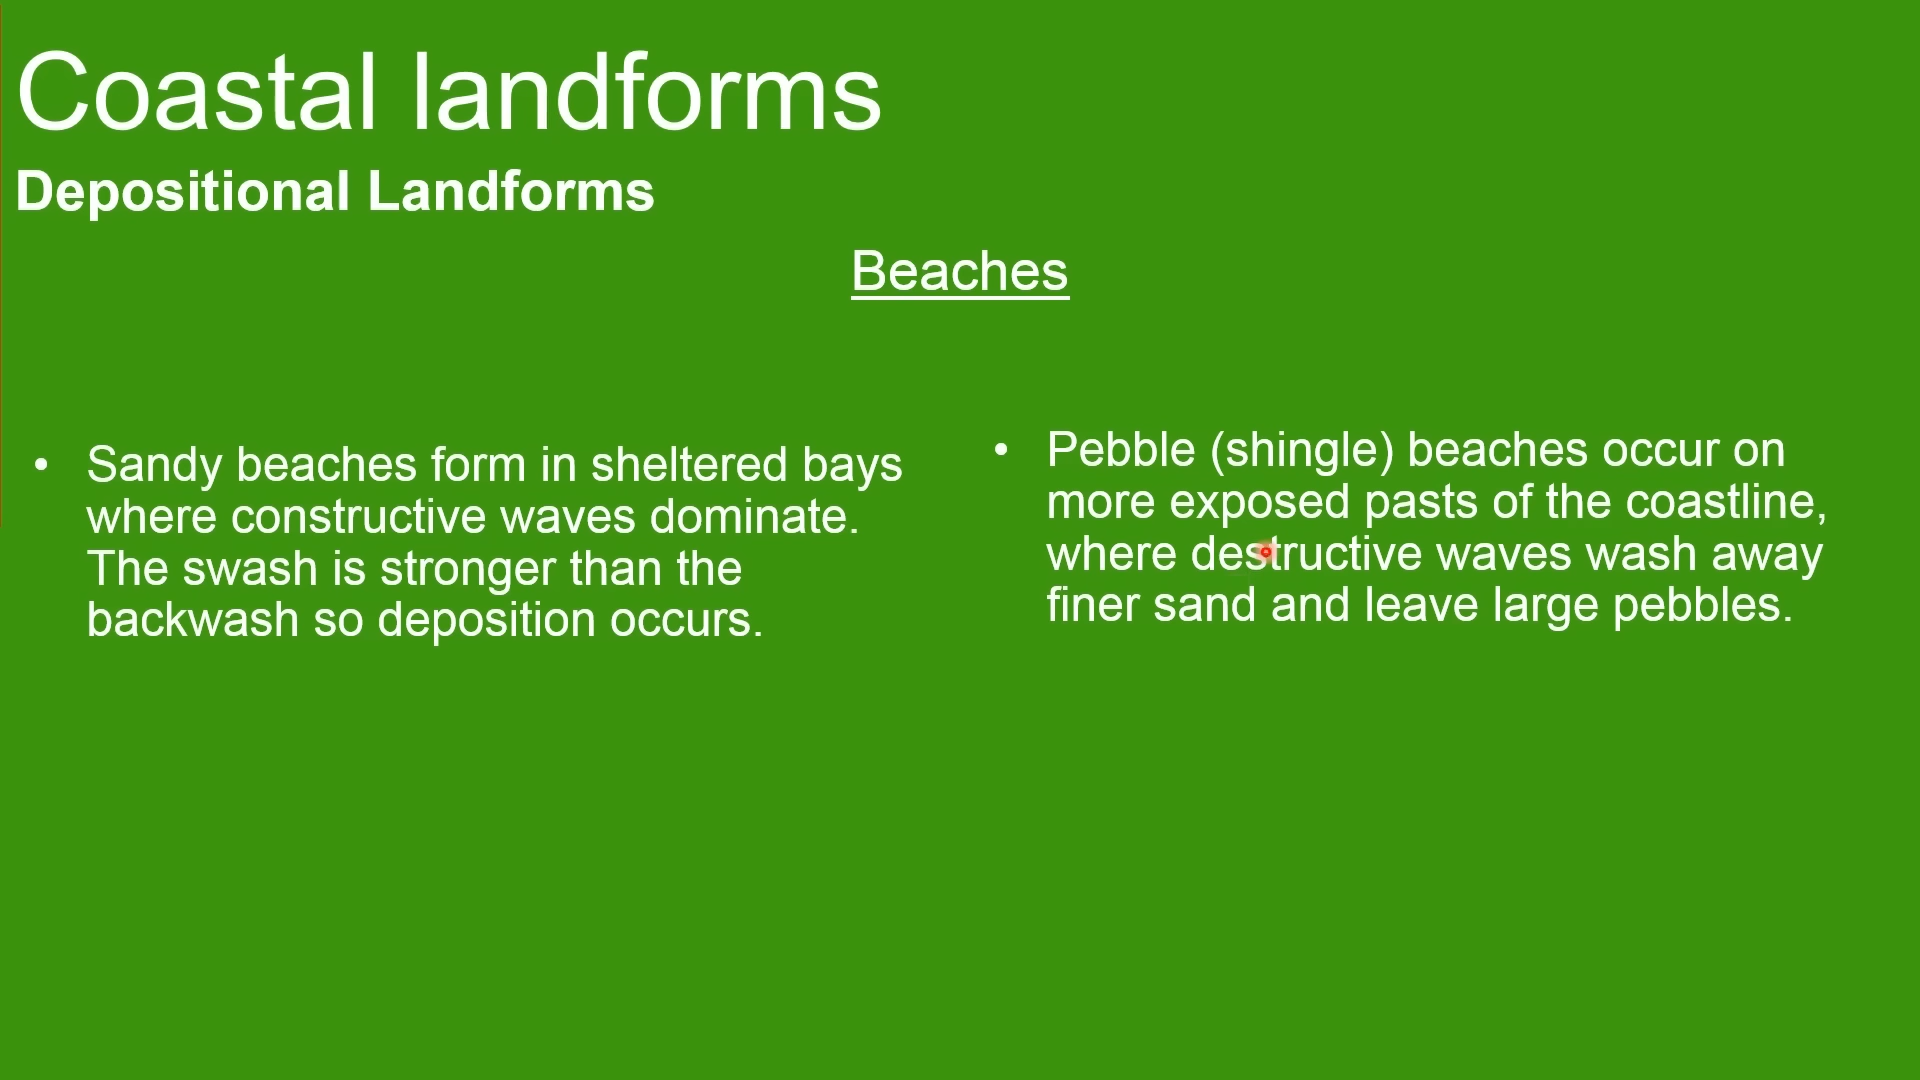 Coastal landforms
Depositional Landforms
Beaches
• Sandy beaches form in sheltered bays
where constructive waves dominate.
The swash is stronger than the
backwash so deposition occurs.
• Pebble (shingle) beaches occur on
more exposed pasts of the coastline,
where destructive waves wash away
finer sand and leave large pebbles.